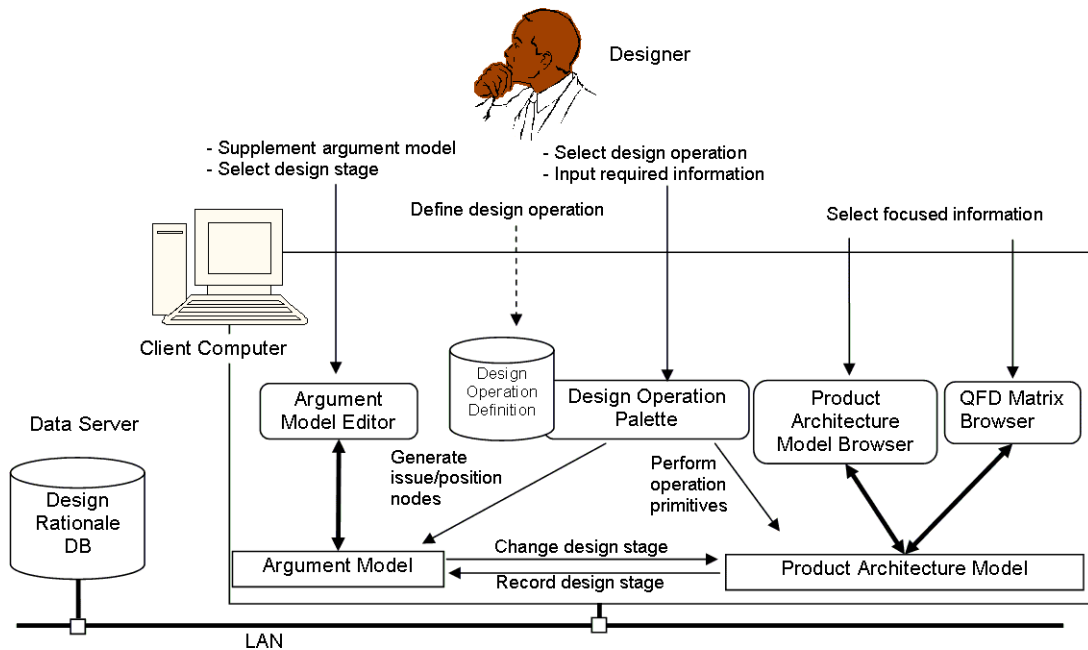 Designer
- Supplement argument model
- Select design stage
- Select design operation
- Input required information
Define design operation
Select focused information
Client Computer
Data Server
Design
Rationale
DB
Argument
Model Editor
Design
Operation
Definition
Design Operation
Palette
Product
Architecture
Model Browser
QFD Matrix
Browser
Generate
issue/position
nodes
Perform
operation
primitives
Argument Model
Change design stage
Record design stage
Product Architecture Model
LAN